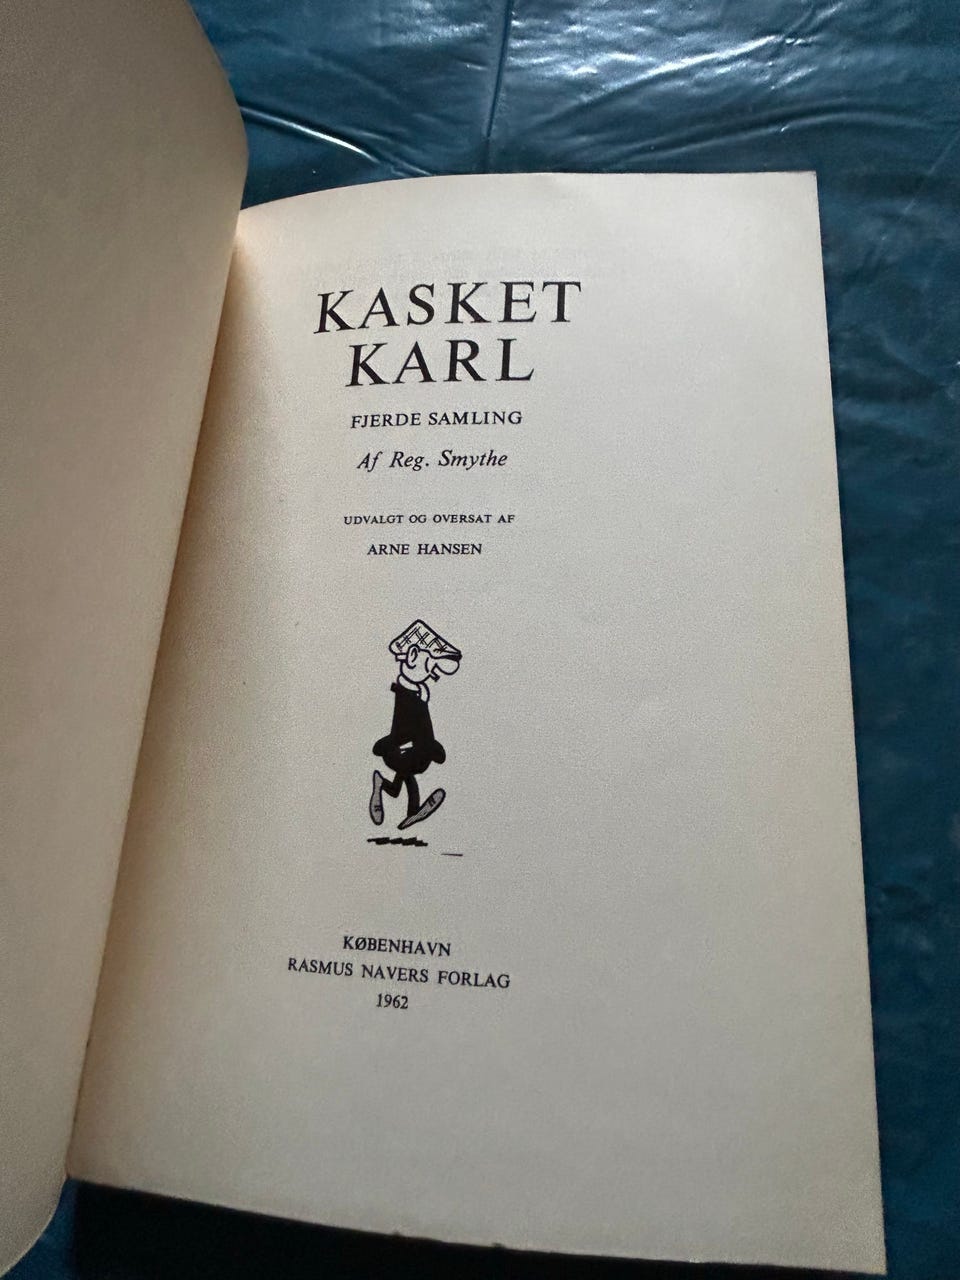 KASKET
KARL
FJERDE SAMLING
Af Reg. Smythe
UDVALGT OG OVERSAT AF
ARNE HANSEN
KØBENHAVN
RASMUS NAVERS FORLAG
1962